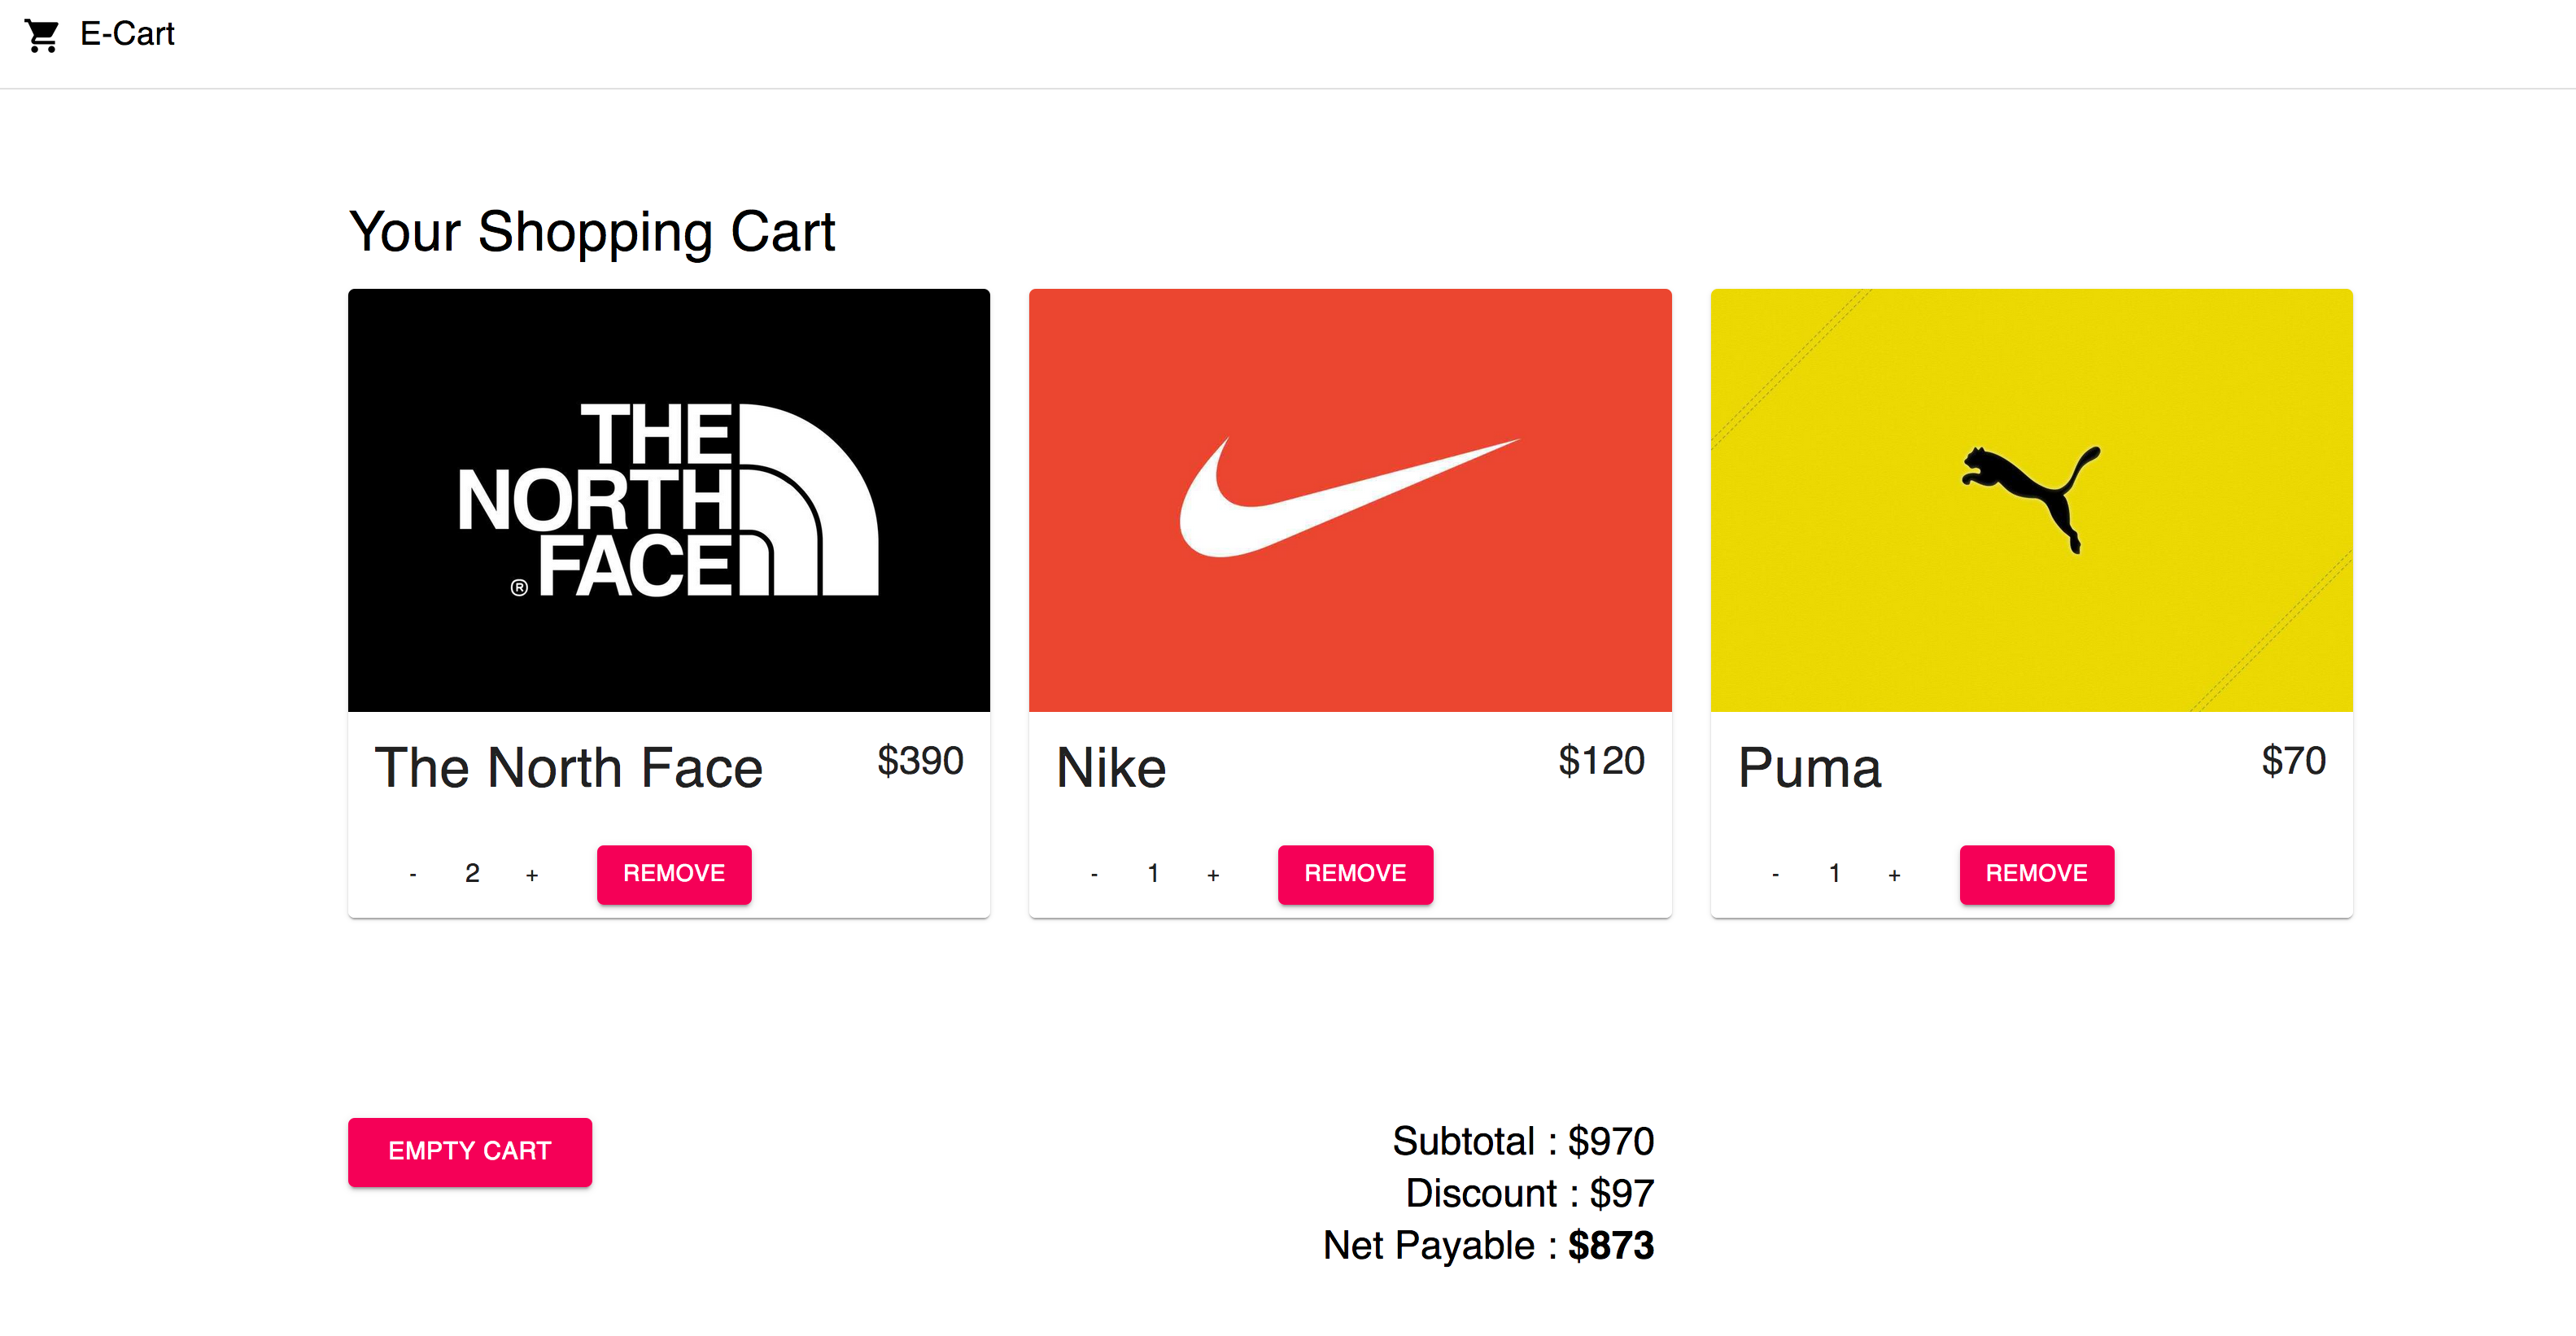 E-Cart
Your Shopping Cart
THE
NORTH
FACE
®
The North Face $390
- 2 + REMOVE
Nike $120
- 1 + REMOVE
Puma $70
- 1 + REMOVE
EMPTY CART
Subtotal : $970
Discount : $97
Net Payable : $873